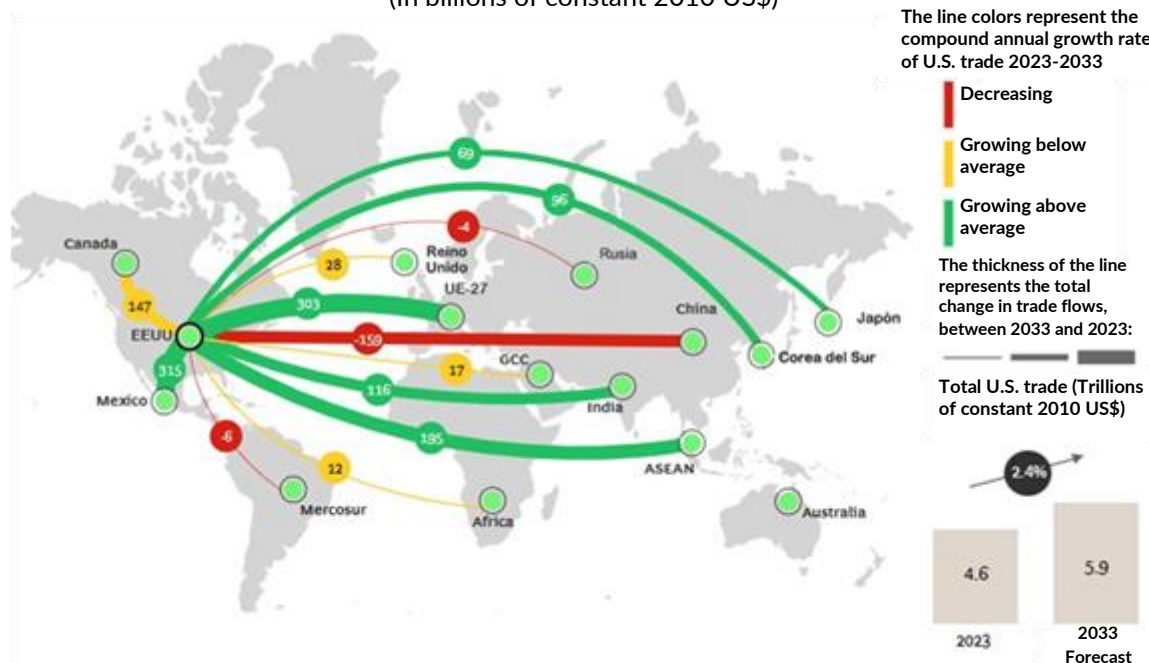 (in billions of constant 2010 US$)
The line colors represent the
compound annual growth rate
of U.S. trade 2023-2033
Decreasing
Growing below
average
Growing above
average
The thickness of the line
represents the total
change in trade flows,
between 2033 and 2023:
Total U.S. trade (Trillions
of constant 2010 US$)
2.4%
4.6
5.9
2023
2033
Forecast
69
96
-4
28
303
147
-159
315
17
116
195
-6
12
Canada
Reino
Unido
Rusia
UE-27
China
Japón
EEUU
GCC
Corea del Sur
Mexico
India
ASEAN
Mercosur
Africa
Australia